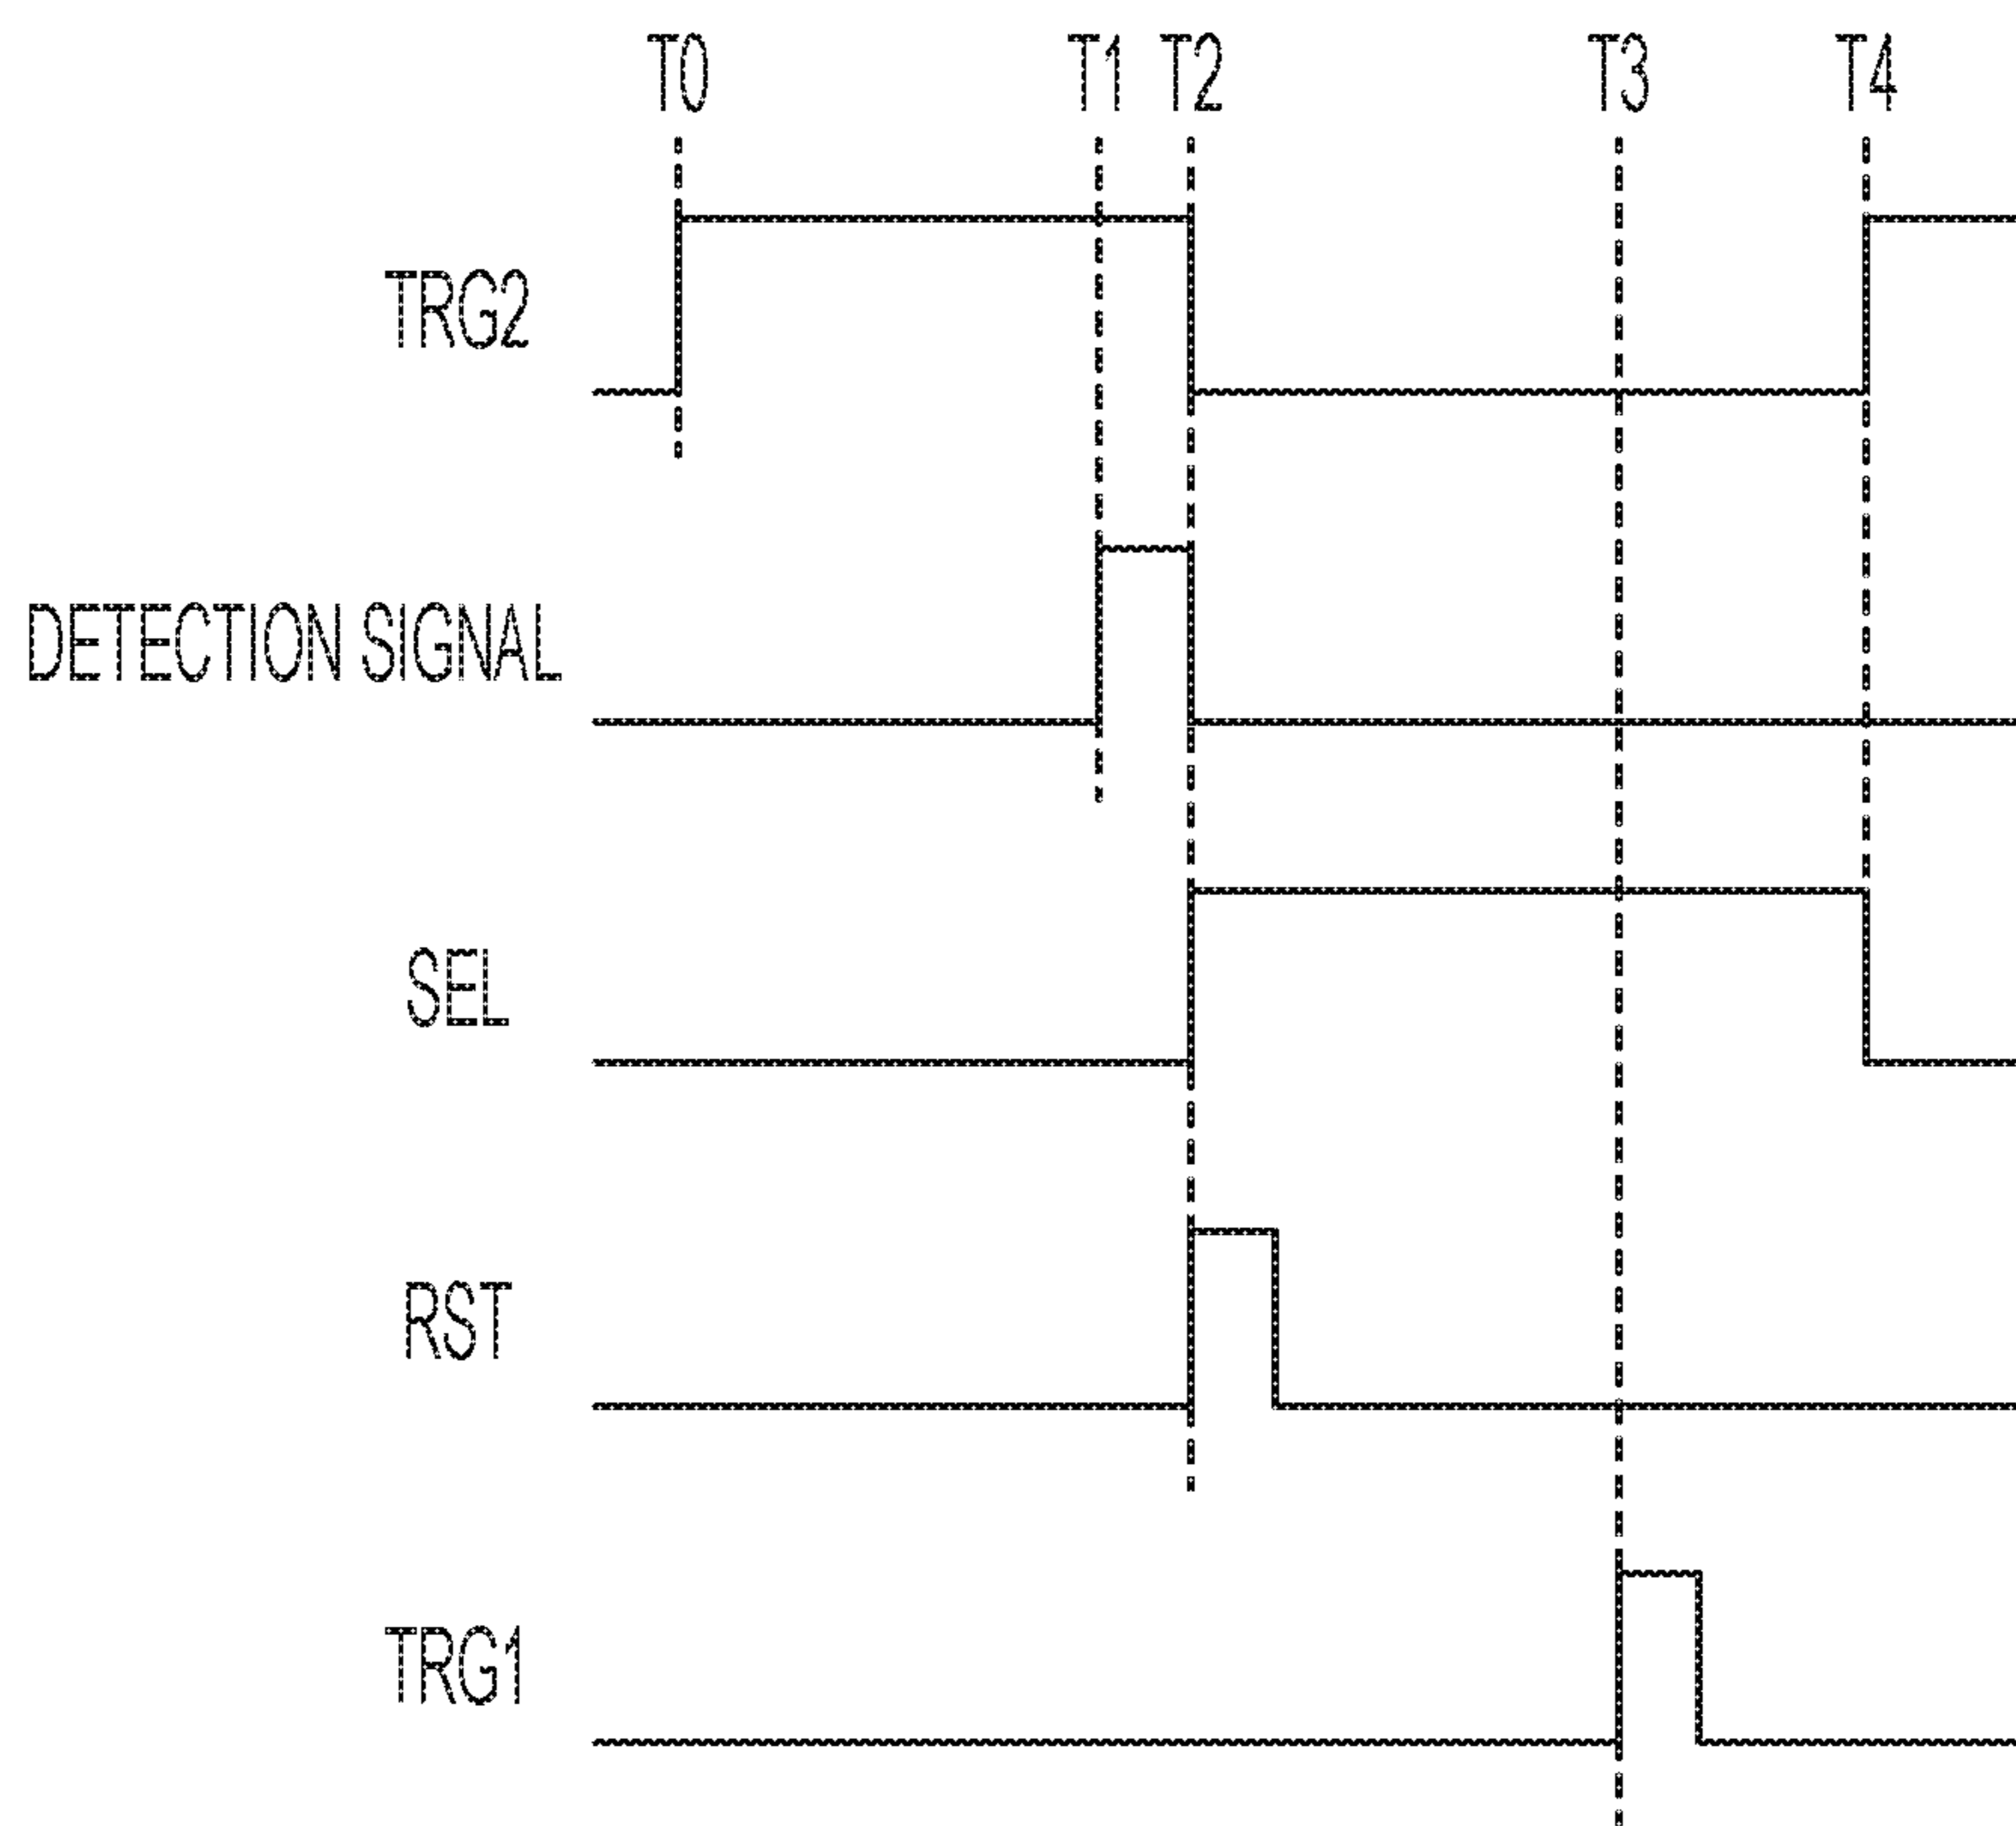 T0 T1 T2 T3 T4
TRG2
DETECTION SIGNAL
SEL
RST
TRG1